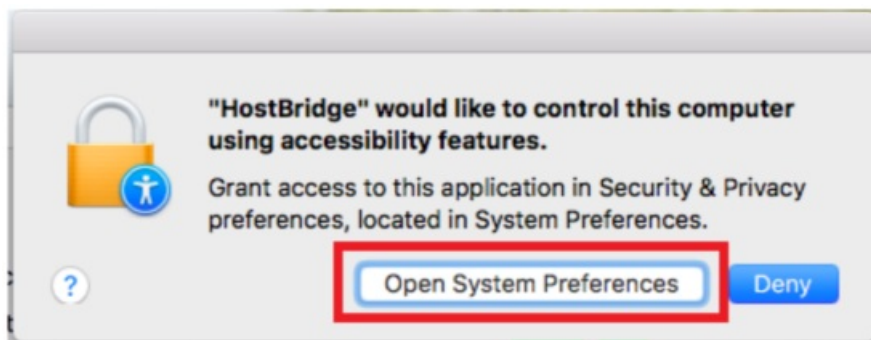 "HostBridge" would like to control this computer
using accessibility features.
Grant access to this application in Security & Privacy
preferences, located in System Preferences.
?
Open System Preferences
Deny